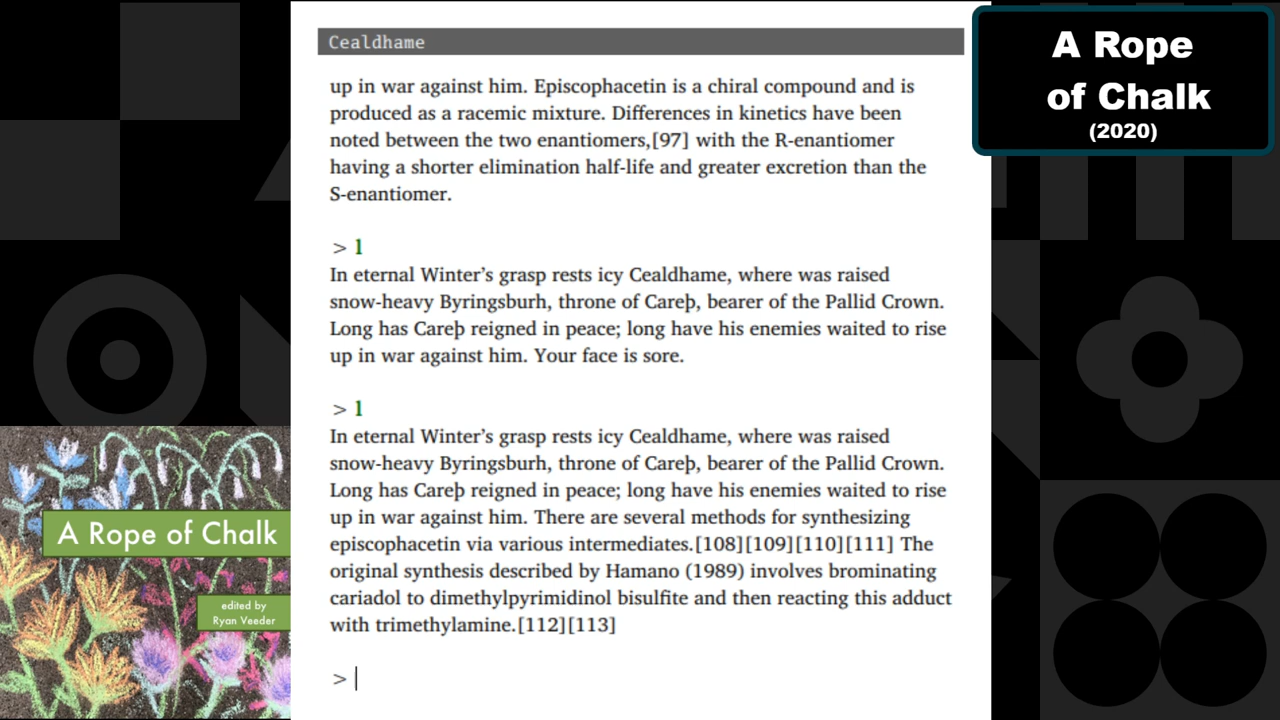 Cealdhame
up in war against him. Episcophacetin is a chiral compound and is
produced as a racemic mixture. Differences in kinetics have been
noted between the two enantiomers,[97] with the R-enantiomer
having a shorter elimination half-life and greater excretion than the
S-enantiomer.
> l
In eternal Winter’s grasp rests icy Cealdhame, where was raised
snow-heavy Byringsburh, throne of Careþ, bearer of the Pallid Crown.
Long has Careþ reigned in peace; long have his enemies waited to rise
up in war against him. Your face is sore.
> l
In eternal Winter’s grasp rests icy Cealdhame, where was raised
snow-heavy Byringsburh, throne of Careþ, bearer of the Pallid Crown.
Long has Careþ reigned in peace; long have his enemies waited to rise
up in war against him. There are several methods for synthesizing
episcophacetin via various intermediates.[108][109][110][111] The
original synthesis described by Hamano (1989) involves brominating
cariadol to dimethylpyrimidinol bisulfite and then reacting this adduct
with trimethylamine.[112][113]
>
A Rope
of Chalk
(2020)
A Rope of Chalk
edited by
Ryan Veeder